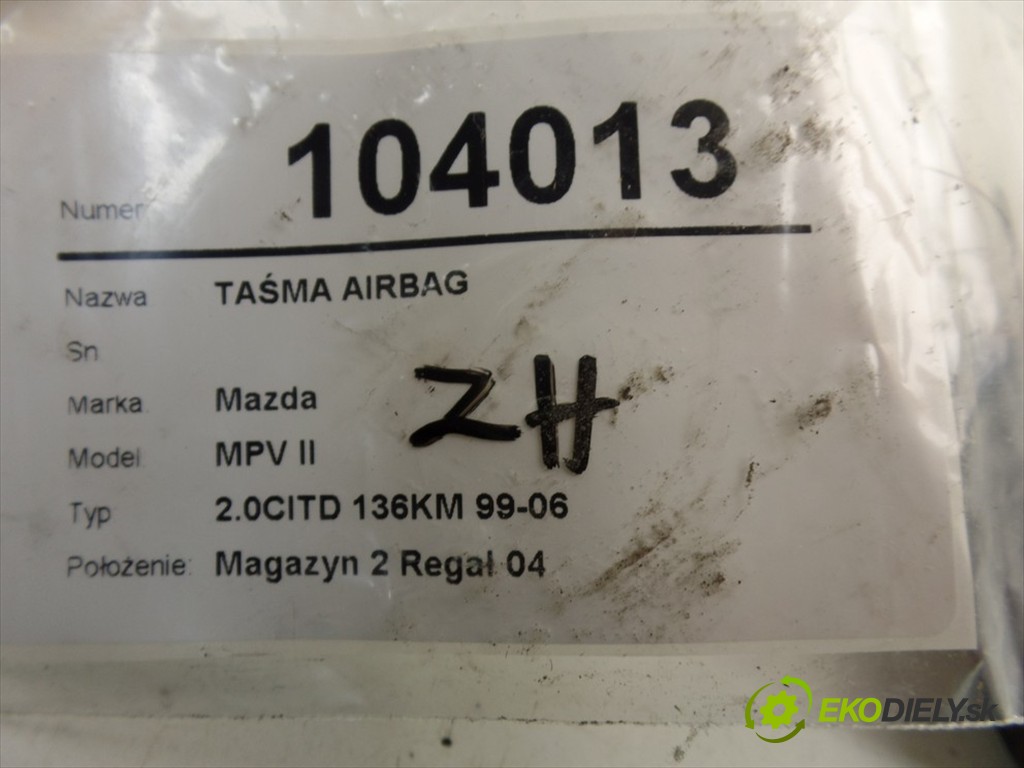 Numer 104013
Nazwa TAŚMA AIRBAG
Sn
Marka Mazda
ZH
Model MPV II
Typ 2.0CITD 136KM 99-06
Położenie: Magazyn 2 Regał 04
EKODIELY.sk